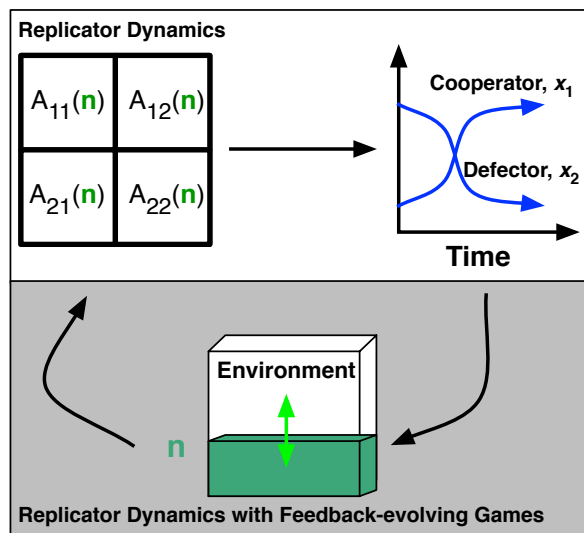 Replicator Dynamics
A11(n) A12(n)
A21(n) A22(n)
Cooperator, x1
Defector, x2
Time
Environment
n
Replicator Dynamics with Feedback-evolving Games